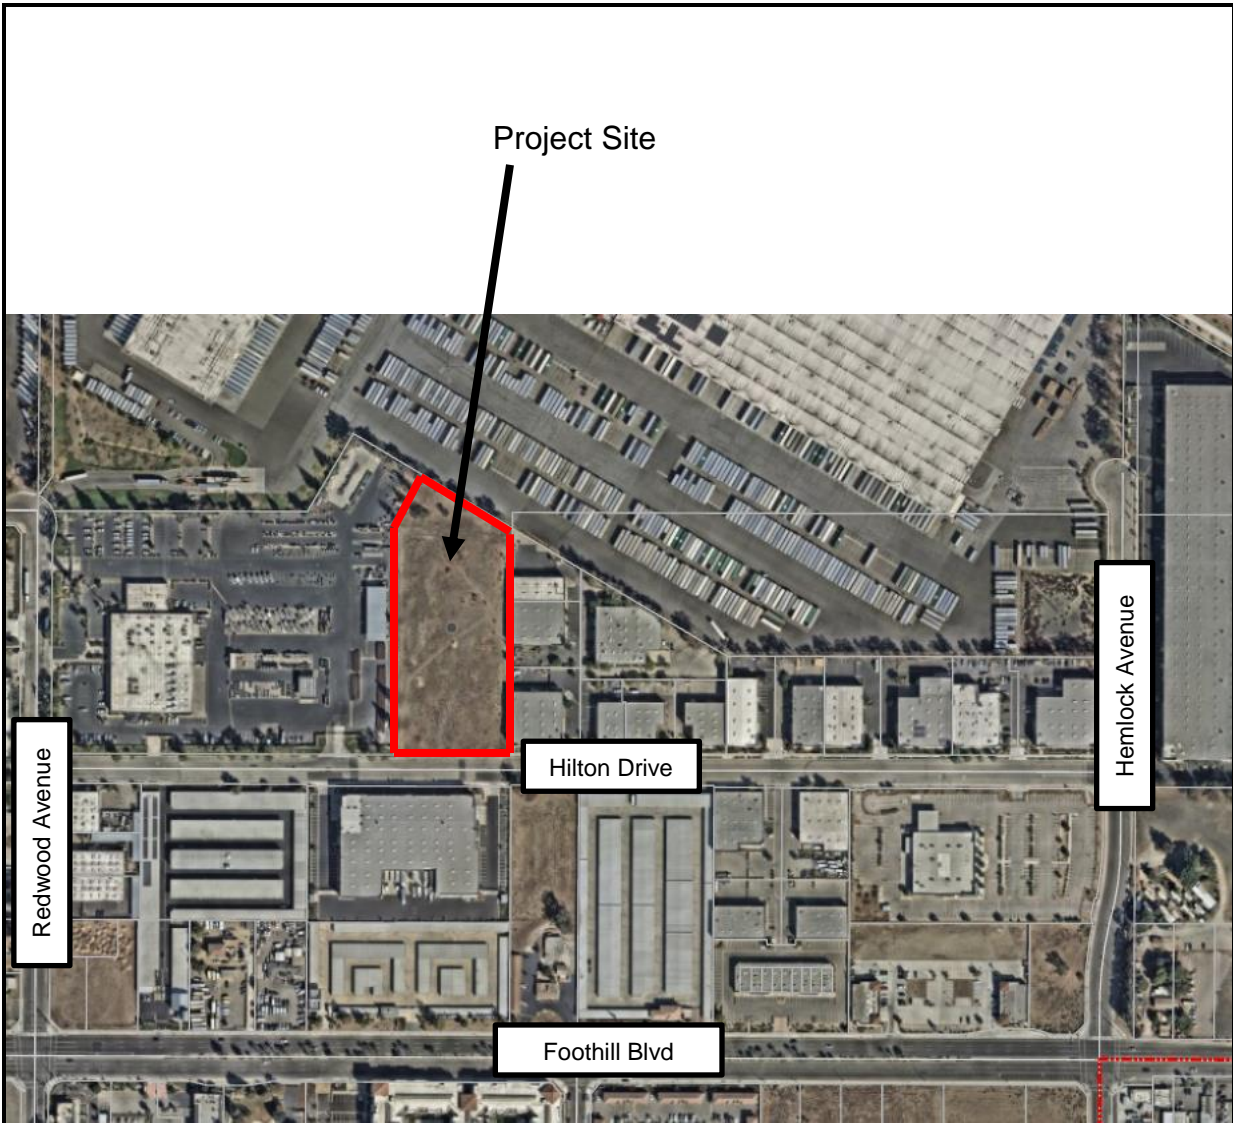 Project Site
Hemlock Avenue
Redwood Avenue
Hilton Drive
Foothill Blvd